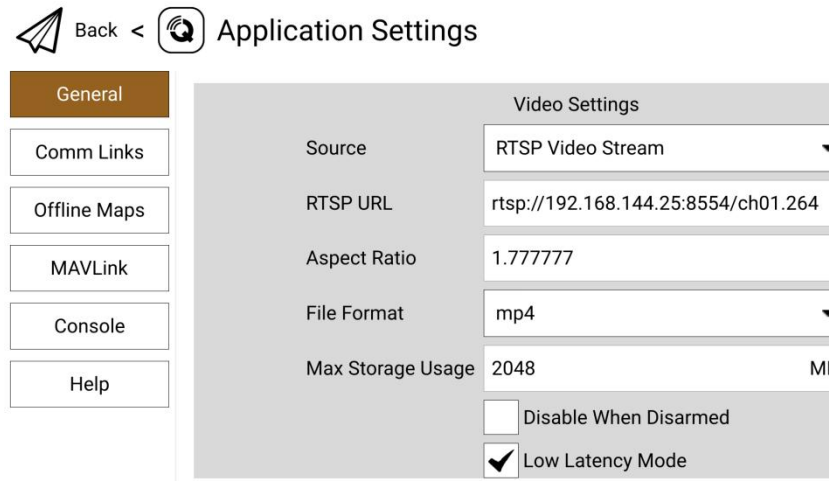 Back < Application Settings
General
Comm Links
Offline Maps
MAVLink
Console
Help
Video Settings
Source RTSP Video Stream
RTSP URL rtsp://192.168.144.25:8554/ch01.264
Aspect Ratio 1.777777
File Format mp4
Max Storage Usage 2048
Disable When Disarmed
Low Latency Mode